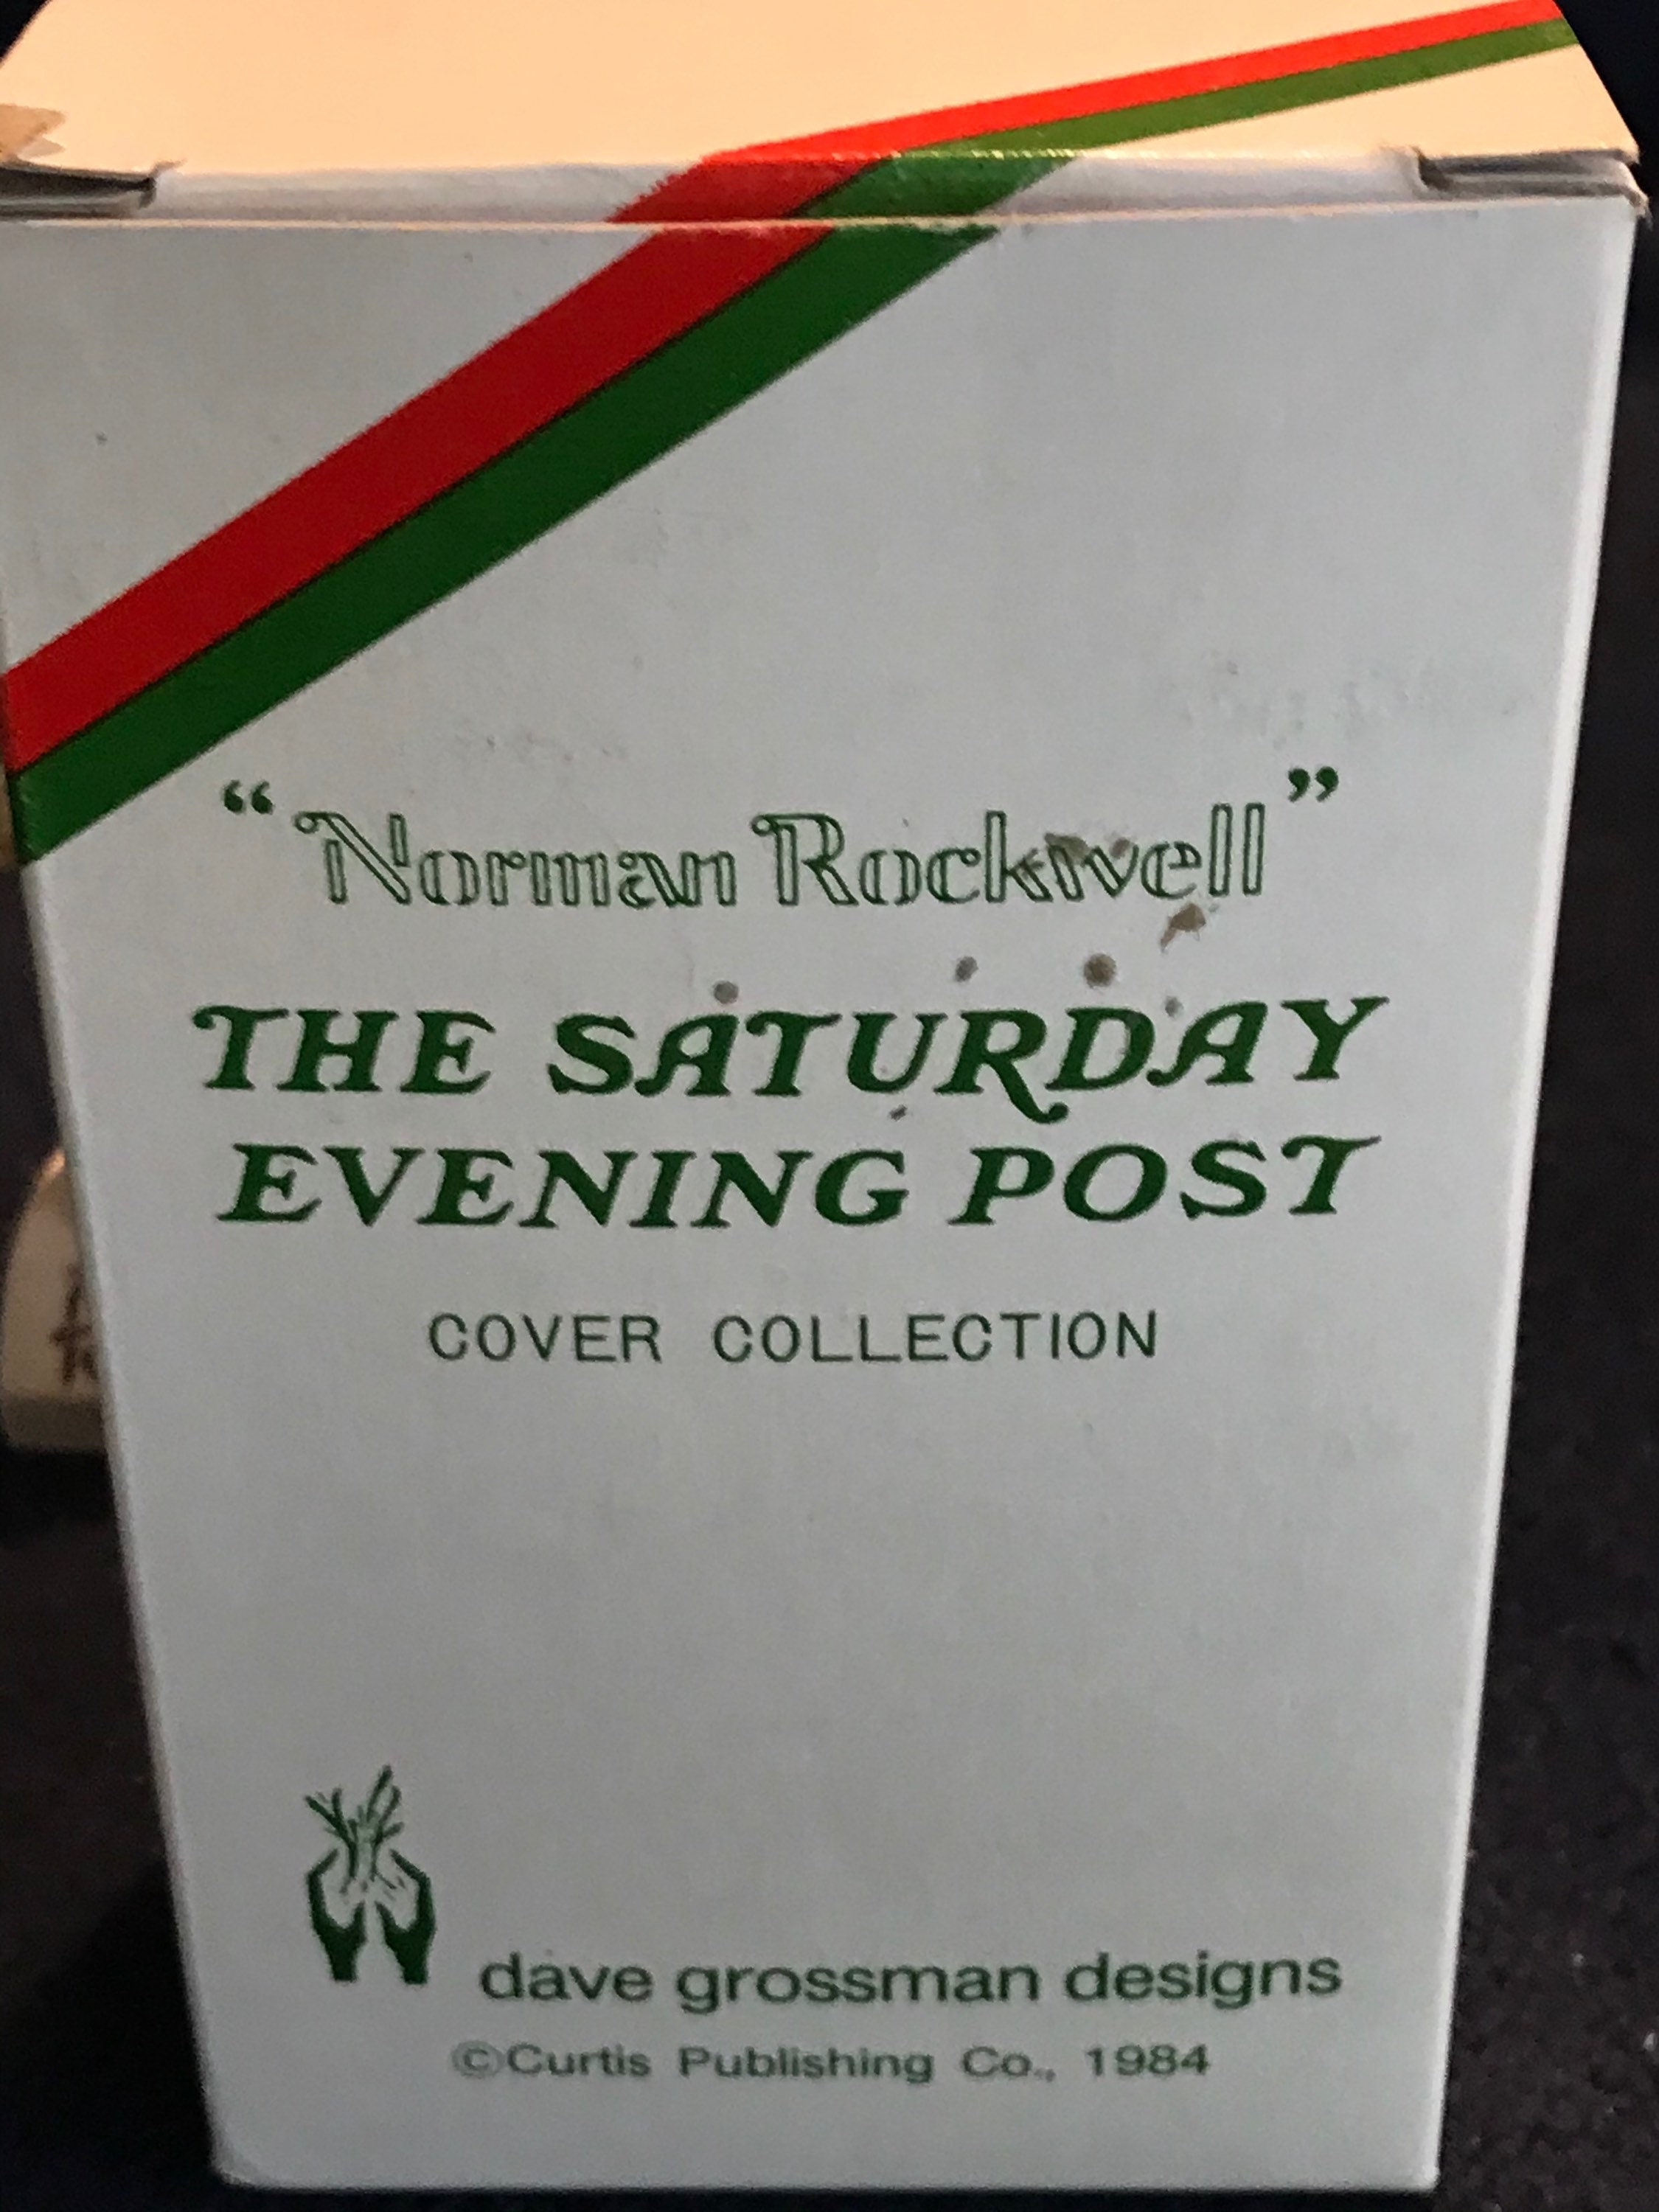 “Norman Rockwell”
THE SATURDAY
EVENING POST
COVER COLLECTION
dave grossman designs
©Curtis Publishing Co., 1984